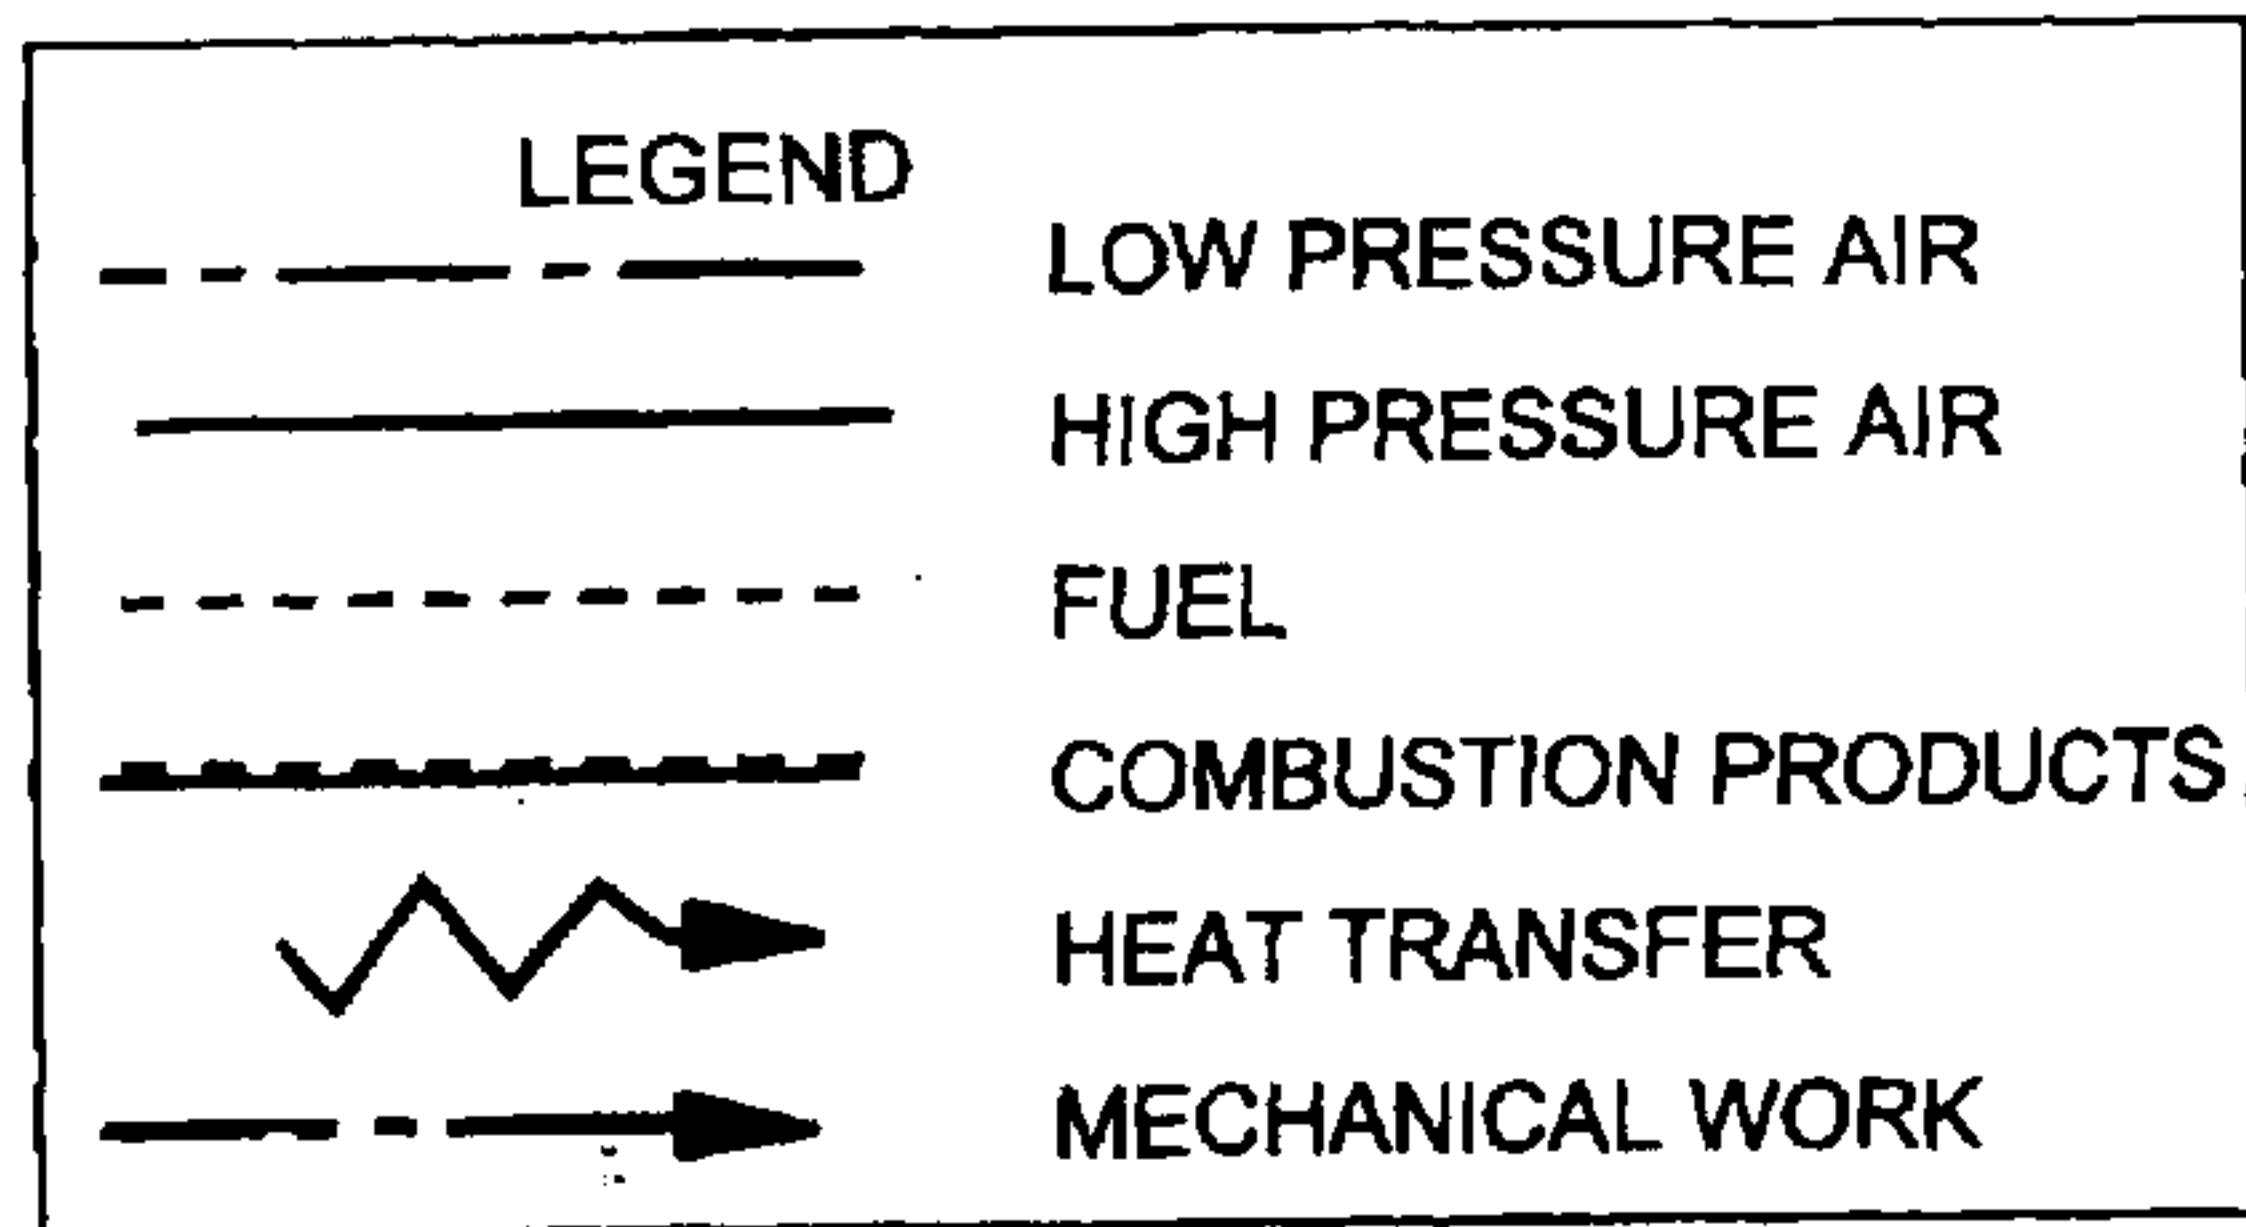 LEGEND
LOW PRESSURE AIR
HIGH PRESSURE AIR
FUEL
COMBUSTION PRODUCTS
HEAT TRANSFER
MECHANICAL WORK